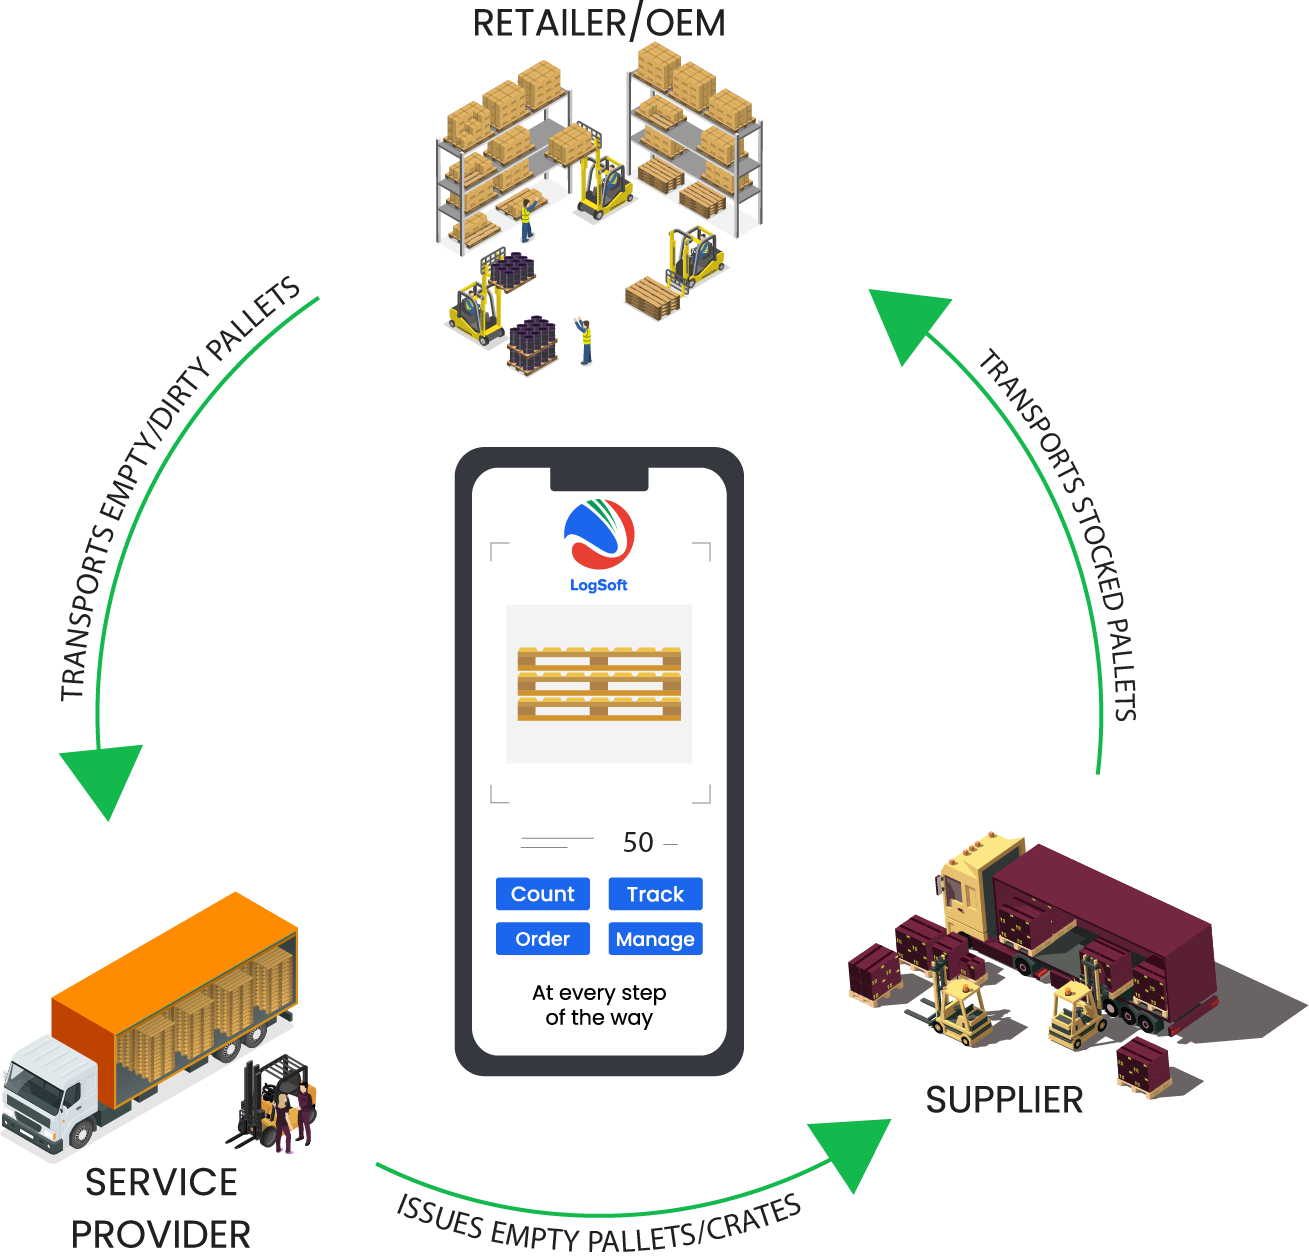 RETAILER/OEM
TRANSPORTS EMPTY/DIRTY PALLETS
TRANSPORTS STOCKED PALLETS
LogSoft
50
Count
Track
Order
Manage
At every step
of the way
SUPPLIER
SERVICE
PROVIDER
ISSUES EMPTY PALLETS/CRATES